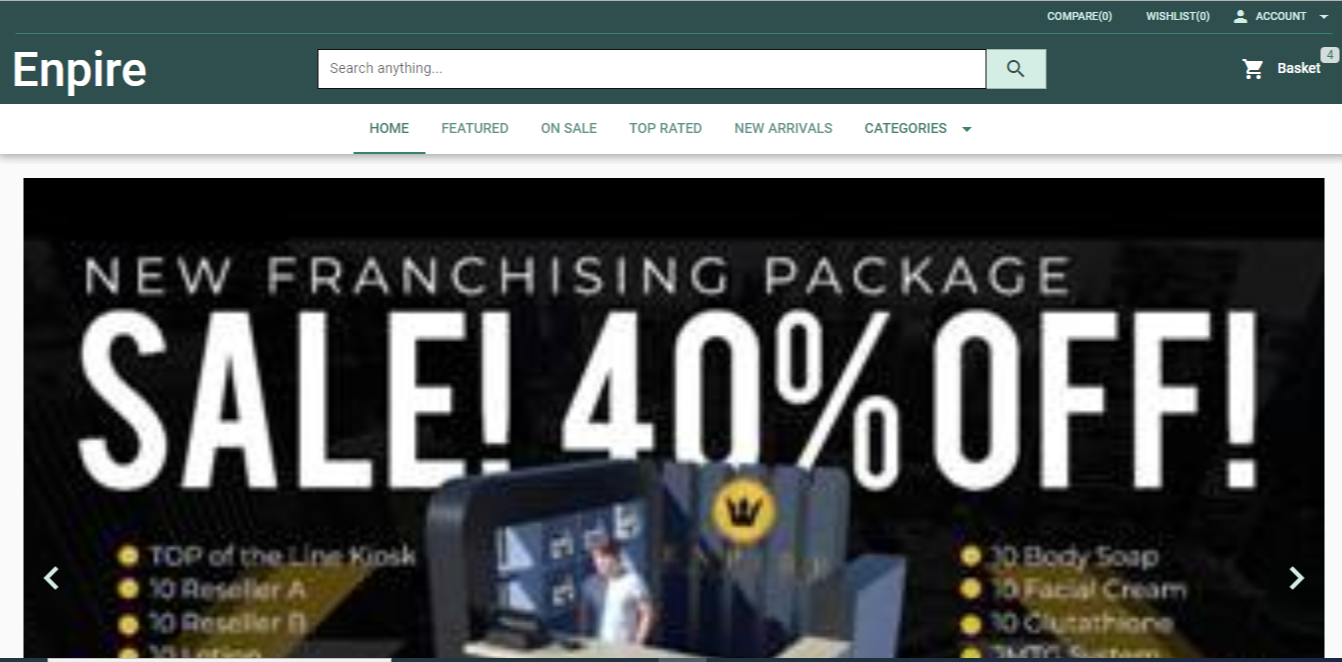 COMPARE(0) WISHLIST(0) ACCOUNT
Enpire
Search anything...
Basket 4
HOME FEATURED ON SALE TOP RATED NEW ARRIVALS CATEGORIES
NEW FRANCHISING PACKAGE
SALE! 40% OFF!
TOP of the Line Kiosk
10 Reseller A
10 Reseller B
10 Lotion
10 Body Soap
10 Facial Cream
10 Glutathione